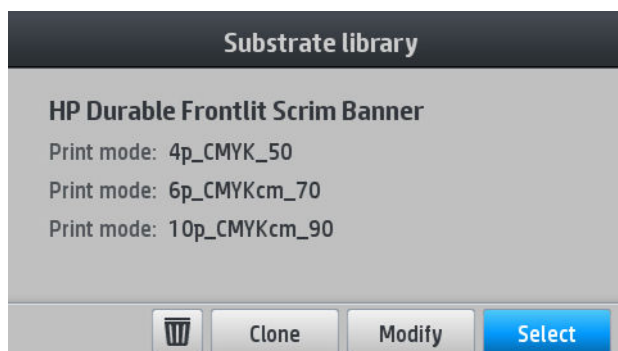 Substrate library
HP Durable Frontlit Scrim Banner
Print mode: 4p_CMYK_50
Print mode: 6p_CMYKcm_70
Print mode: 10p_CMYKcm_90
Clone Modify Select